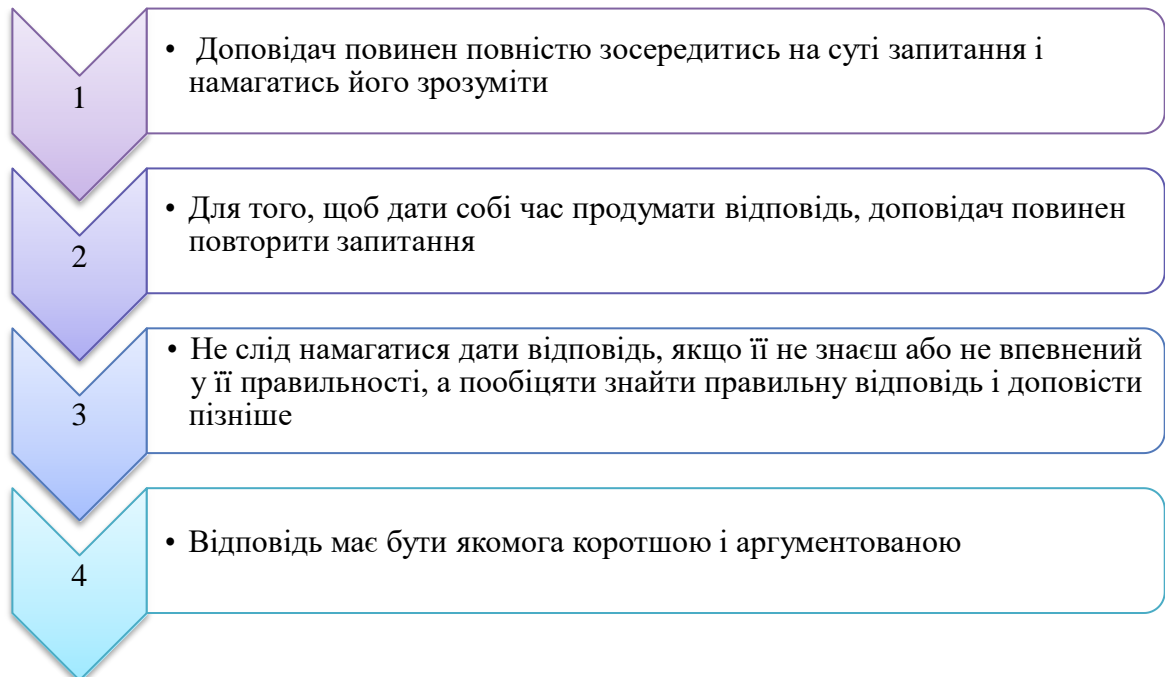 1
• Доповідач повинен повністю зосередитись на суті запитання і
намагатись його зрозуміти
2
• Для того, щоб дати собі час продумати відповідь, доповідач повинен
повторити запитання
3
• Не слід намагатися дати відповідь, якщо її не знаєш або не впевнений
у її правильності, а пообіцяти знайти правильну відповідь і доповісти
пізніше
4
• Відповідь має бути якомога коротшою і аргументованою